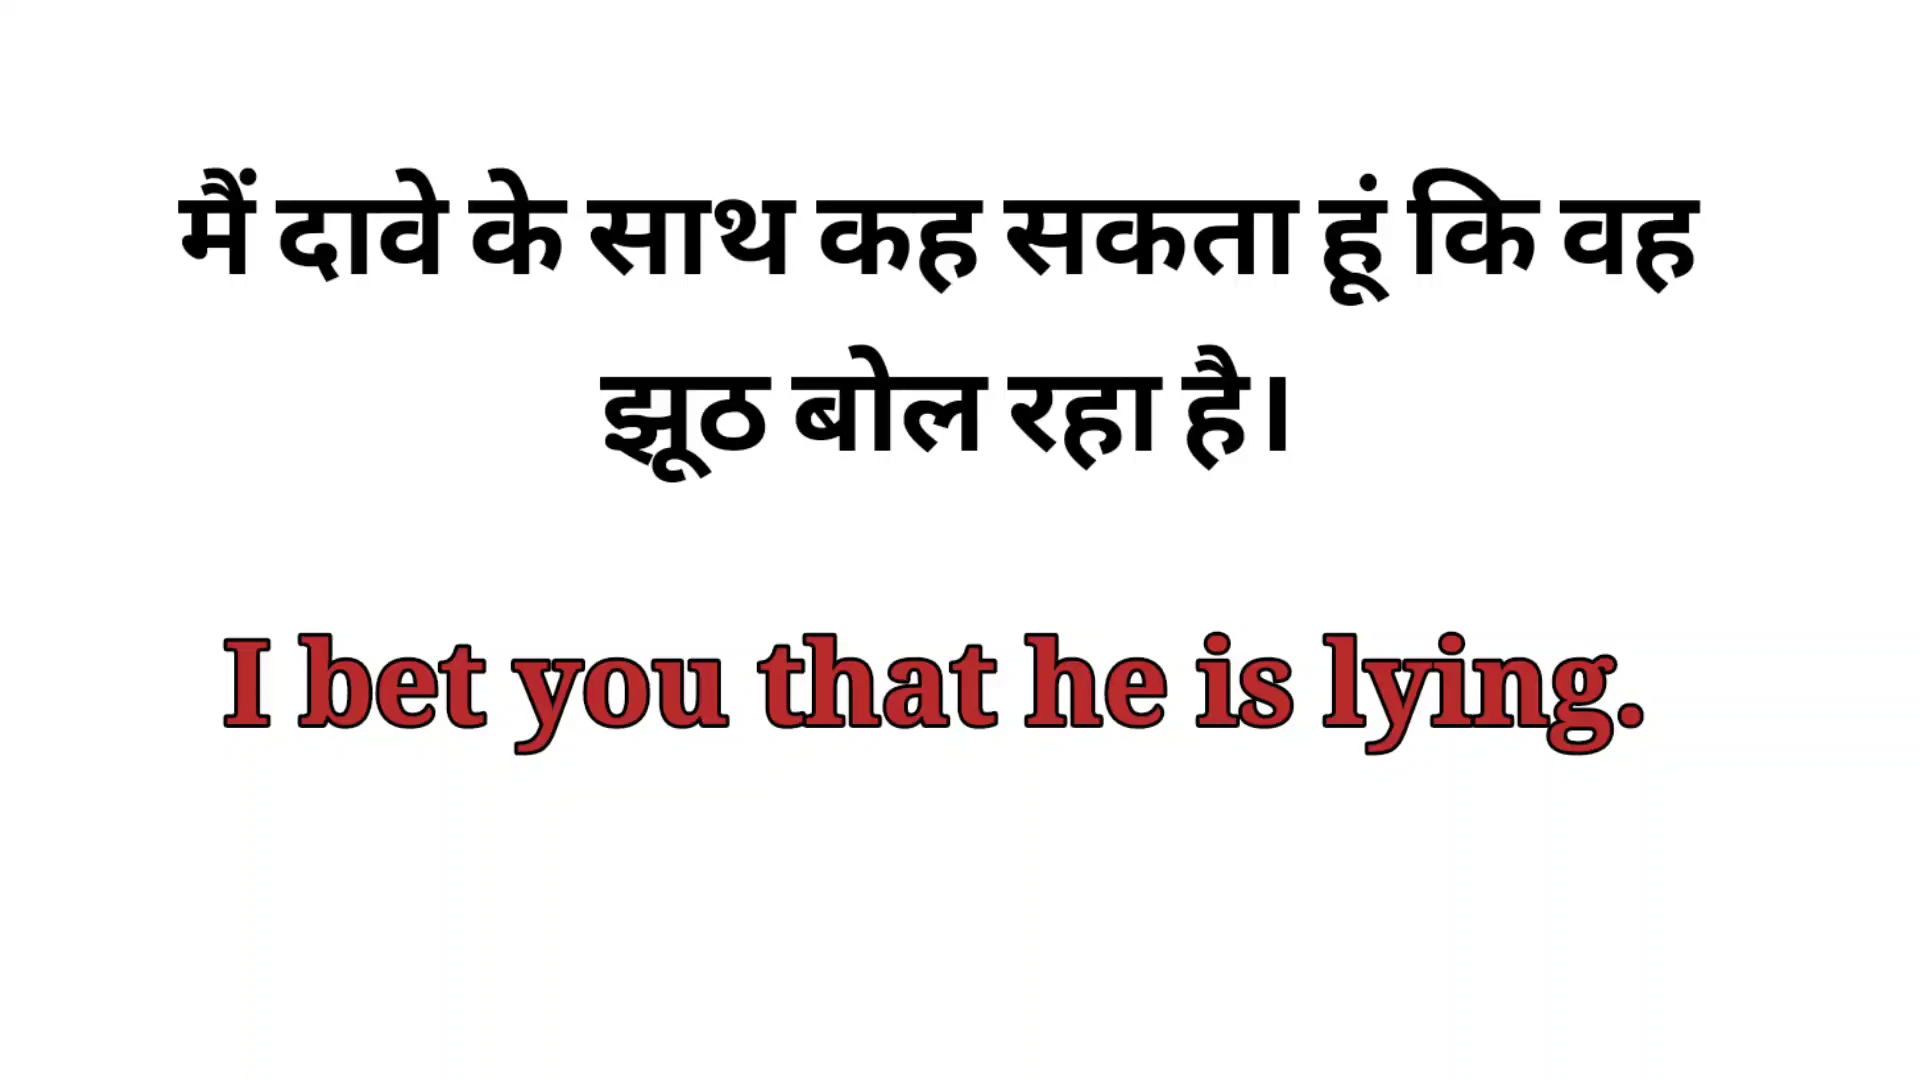 मैं दावे के साथ कह सकता हूं कि वह
झूठ बोल रहा है।
I bet you that he is lying.